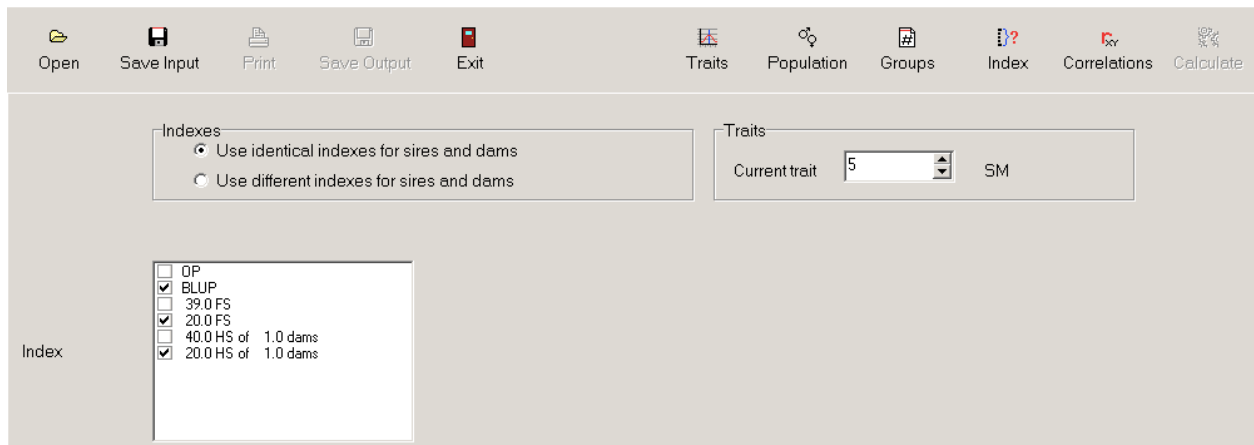 Open Save Input Print Save Output Exit Traits Population Groups Index Correlations Calculate
Indexes
Use identical indexes for sires and dams
Use different indexes for sires and dams
Traits
Current trait 5 SM
Index
OP
BLUP
39.0 FS
20.0 FS
40.0 HS of 1.0 dams
20.0 HS of 1.0 dams